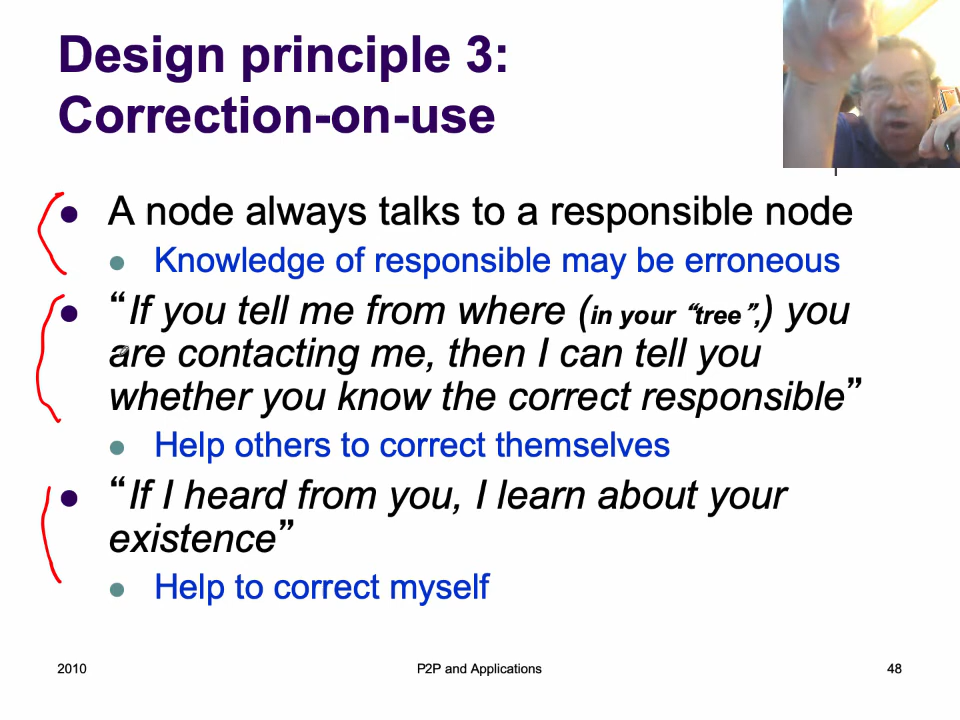 Design principle 3:
Correction-on-use
A node always talks to a responsible node
Knowledge of responsible may be erroneous
“If you tell me from where (in your “tree”,) you
are contacting me, then I can tell you
whether you know the correct responsible”
Help others to correct themselves
“If I heard from you, I learn about your
existence”
Help to correct myself
2010 P2P and Applications 48